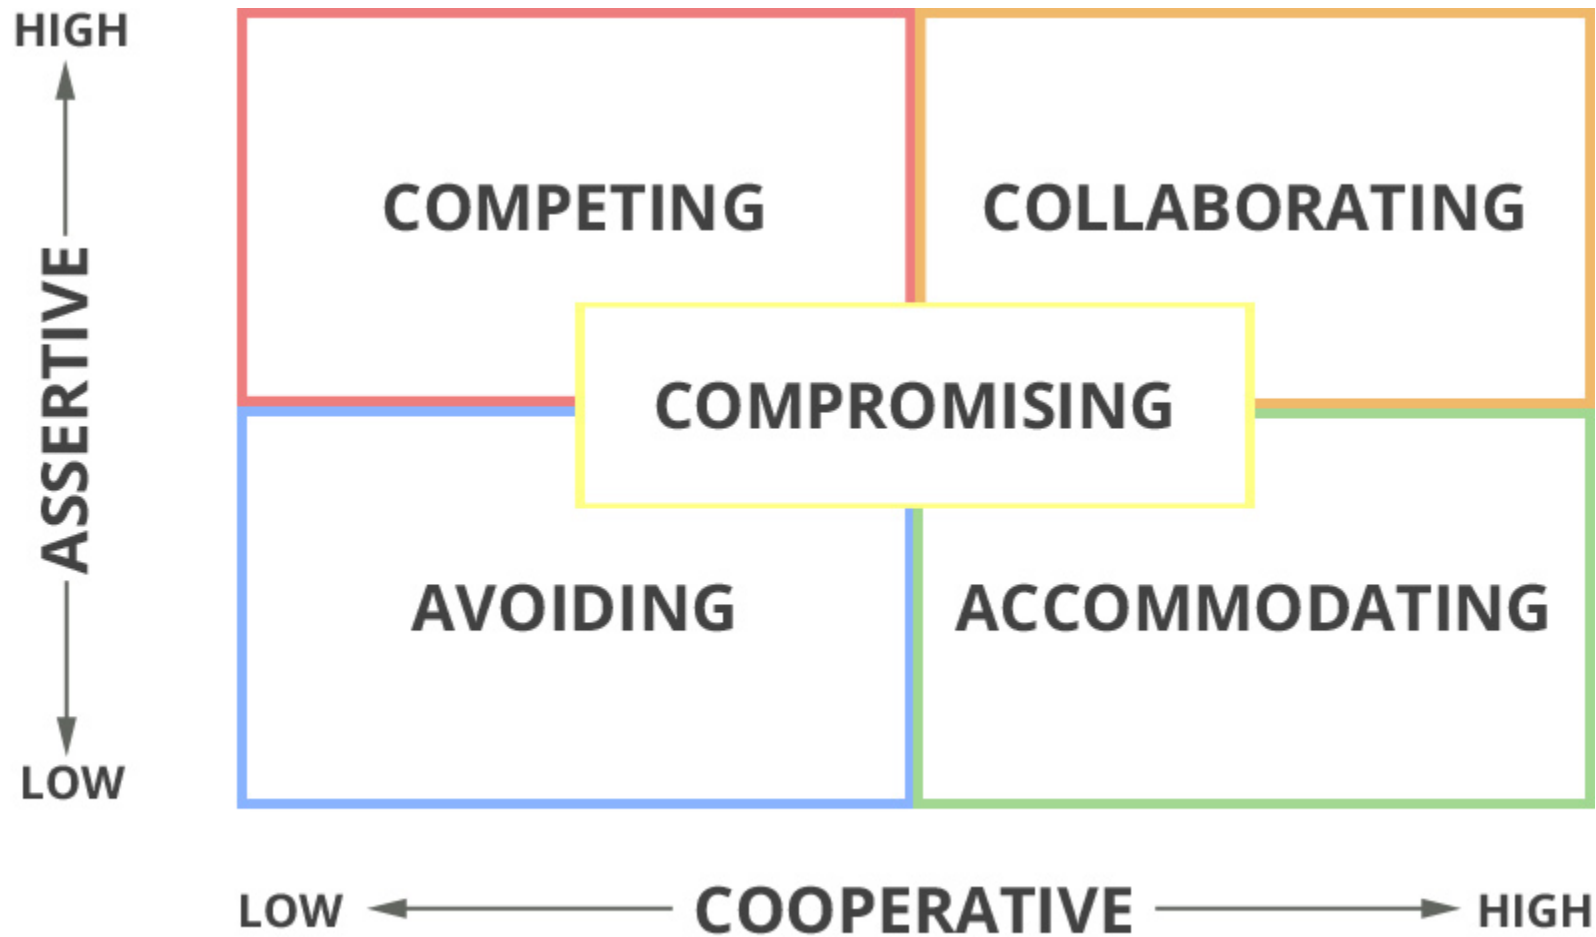 HIGH
COMPETING
COLLABORATING
ASSERTIVE
COMPROMISING
AVOIDING
ACCOMMODATING
LOW
LOW
COOPERATIVE
HIGH